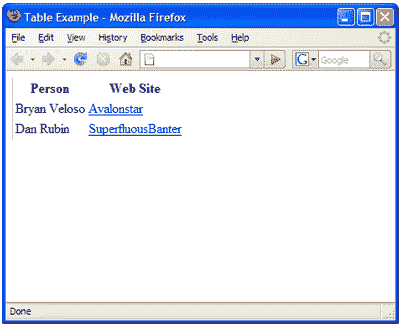 Table Example - Mozilla Firefox
File Edit View History Bookmarks Tools Help
G Google
Person Web Site
Bryan Veloso Avalonstar
Dan Rubin SuperfluousBanter
Done